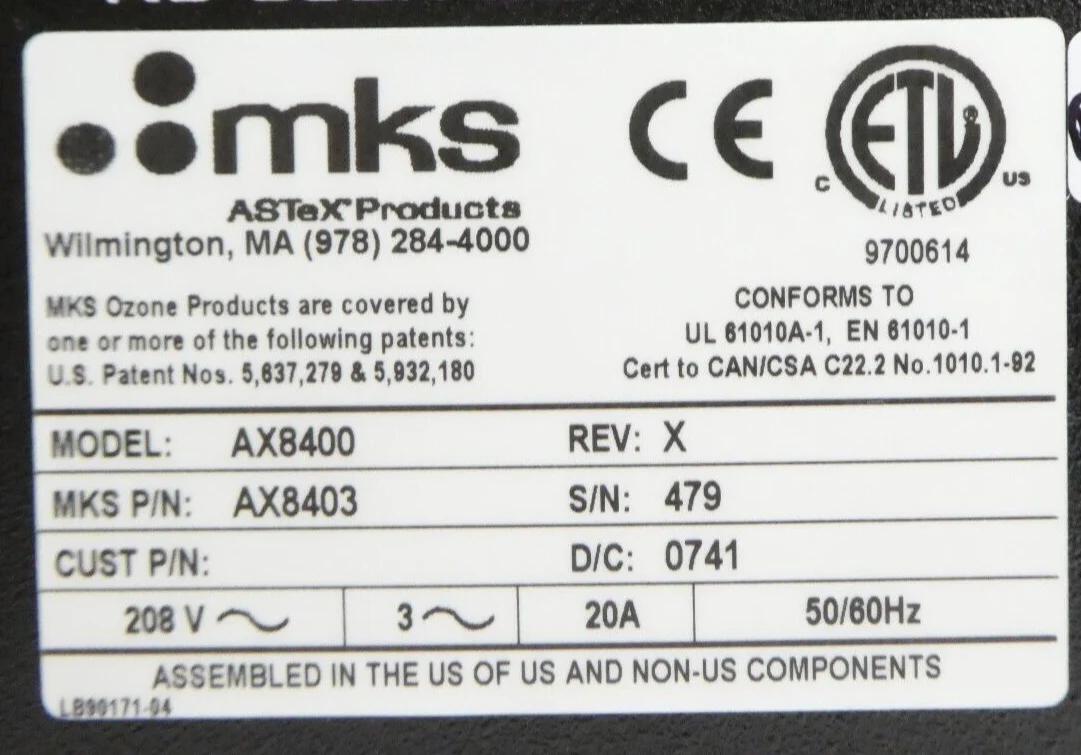 mks
ASTeX Products
Wilmington, MA (978) 284-4000
MKS Ozone Products are covered by
one or more of the following patents:
U.S. Patent Nos. 5,637,279 & 5,932,180
CE
ETL ®
C LISTED US
9700614
CONFORMS TO
UL 61010A-1, EN 61010-1
Cert to CAN/CSA C22.2 No.1010.1-92
MODEL: AX8400 REV: X
MKS P/N: AX8403 S/N: 479
CUST P/N: D/C: 0741
208 V ~ 3 ~ 20A 50/60Hz
ASSEMBLED IN THE US OF US AND NON-US COMPONENTS
LB90171-04